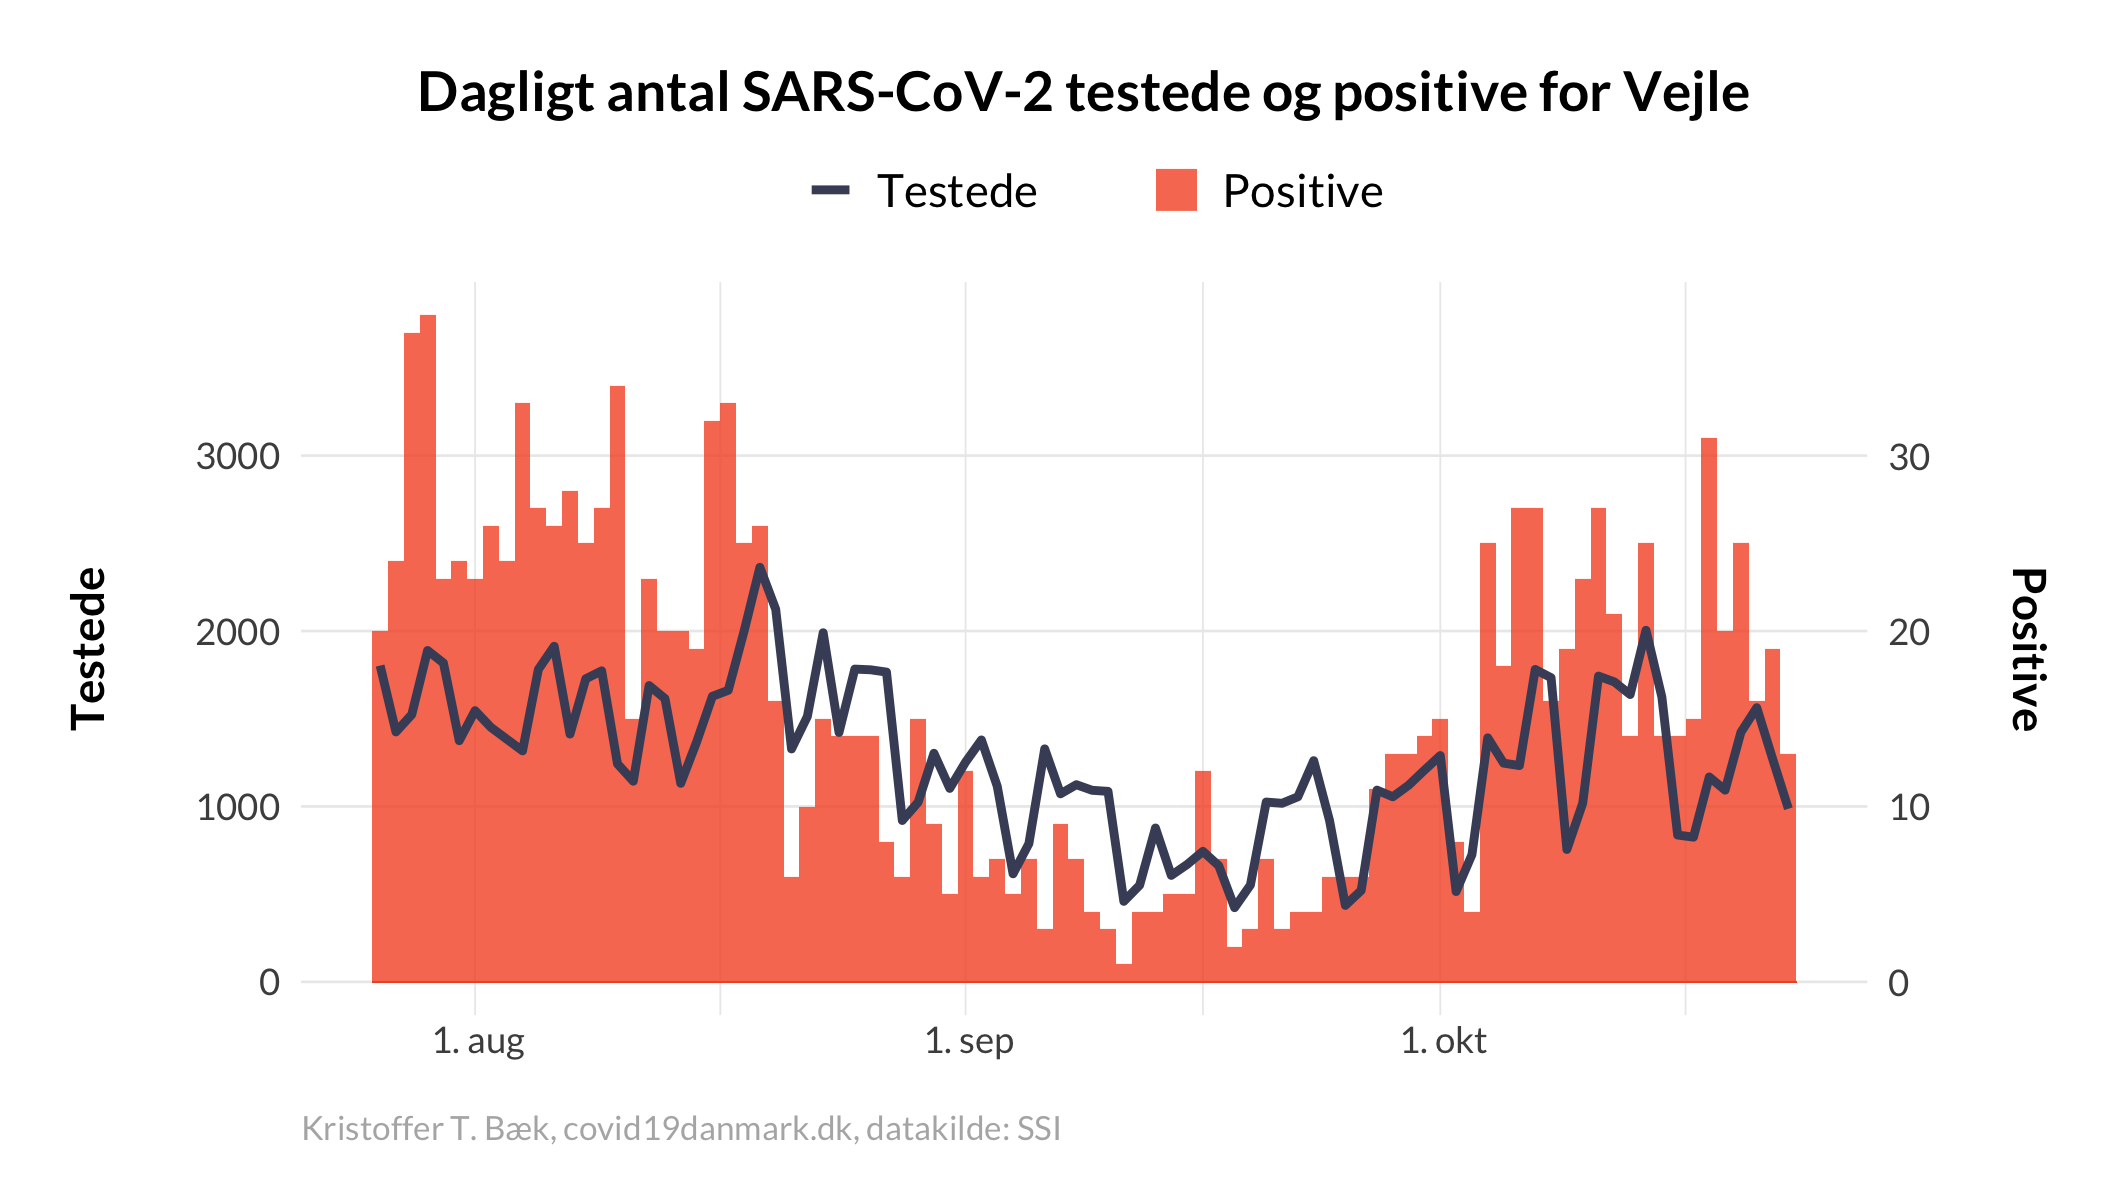 Dagligt antal SARS-CoV-2 testede og positive for Vejle
Testede
Positive
Testede
3000
2000
1000
0
30
20
10
0
Positive
1. aug
1. sep
1. okt
Kristoffer T. Bæk, covid19danmark.dk, datakilde: SSI